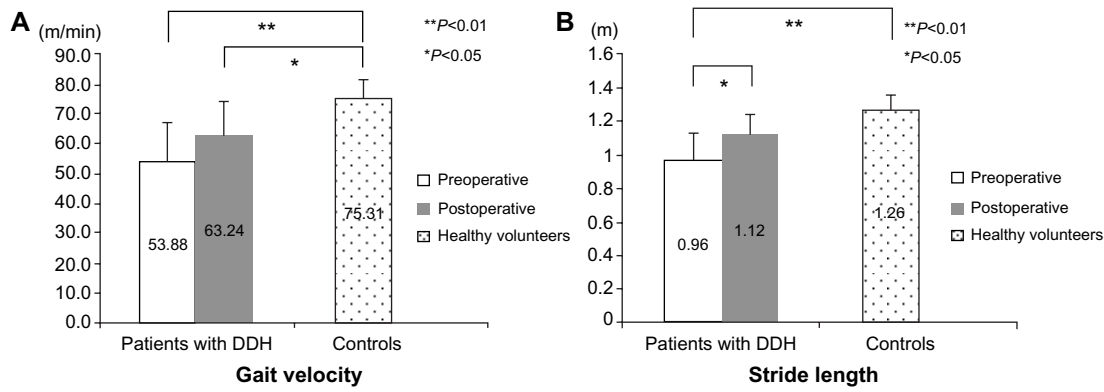 A
(m/min)
90.0
80.0
70.0
60.0
50.0
40.0
30.0
20.0
10.0
0.0
**
*
**P<0.01
*P<0.05
53.88
63.24
75.31
Preoperative
Postoperative
Healthy volunteers
Patients with DDH
Controls
Gait velocity
B
(m)
1.6
1.4
1.2
1
0.8
0.6
0.4
0.2
0
**
*
**P<0.01
*P<0.05
0.96
1.12
1.26
Preoperative
Postoperative
Healthy volunteers
Patients with DDH
Controls
Stride length